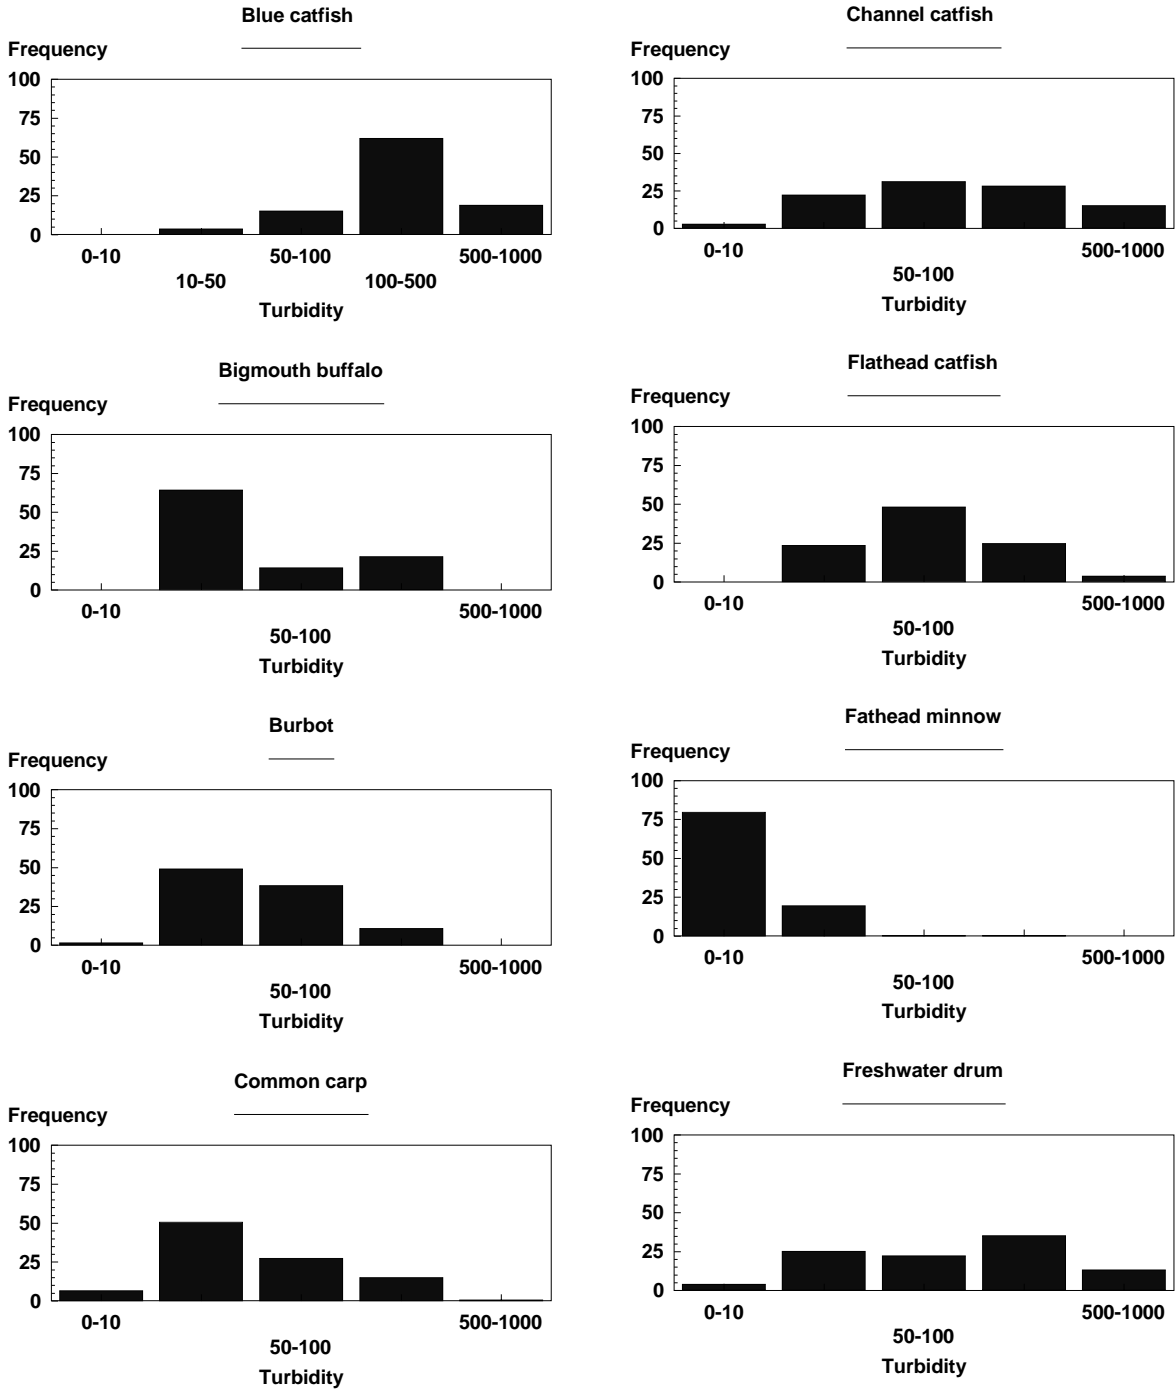 Blue catfish
Frequency
100
75
50
25
0
0-10 50-100 500-1000
10-50 100-500
Turbidity
Channel catfish
Frequency
100
75
50
25
0
0-10 500-1000
50-100
Turbidity
Bigmouth buffalo
Frequency
100
75
50
25
0
0-10 500-1000
50-100
Turbidity
Flathead catfish
Frequency
100
75
50
25
0
0-10 500-1000
50-100
Turbidity
Burbot
Frequency
100
75
50
25
0
0-10 500-1000
50-100
Turbidity
Fathead minnow
Frequency
100
75
50
25
0
0-10 500-1000
50-100
Turbidity
Common carp
Frequency
100
75
50
25
0
0-10 500-1000
50-100
Turbidity
Freshwater drum
Frequency
100
75
50
25
0
0-10 500-1000
50-100
Turbidity